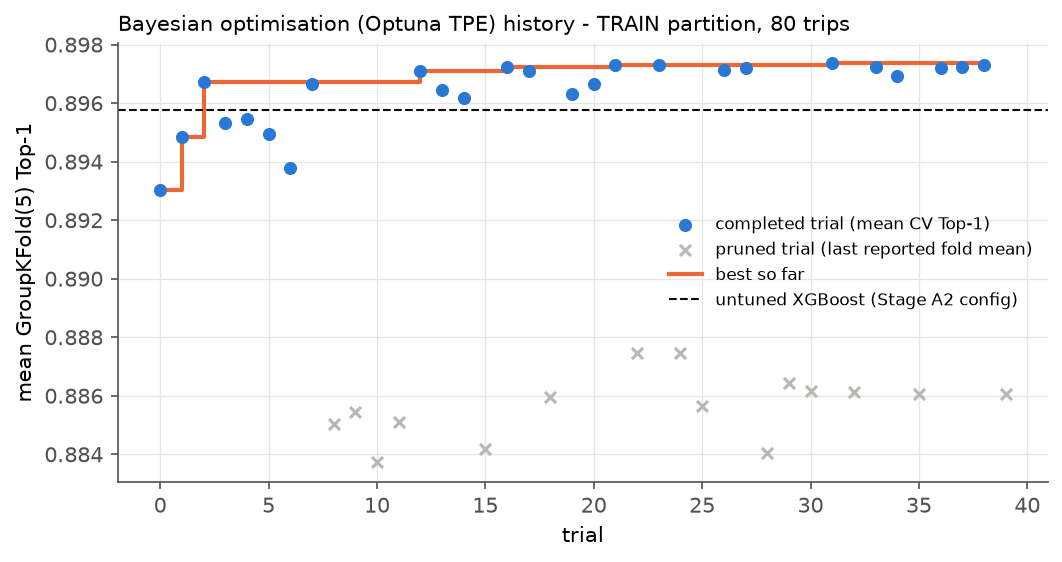 Bayesian optimisation (Optuna TPE) history - TRAIN partition, 80 trips
mean GroupKFold(5) Top-1
0.898
0.896
0.894
0.892
0.890
0.888
0.886
0.884
completed trial (mean CV Top-1)
pruned trial (last reported fold mean)
best so far
untuned XGBoost (Stage A2 config)
0 5 10 15 20 25 30 35 40
trial